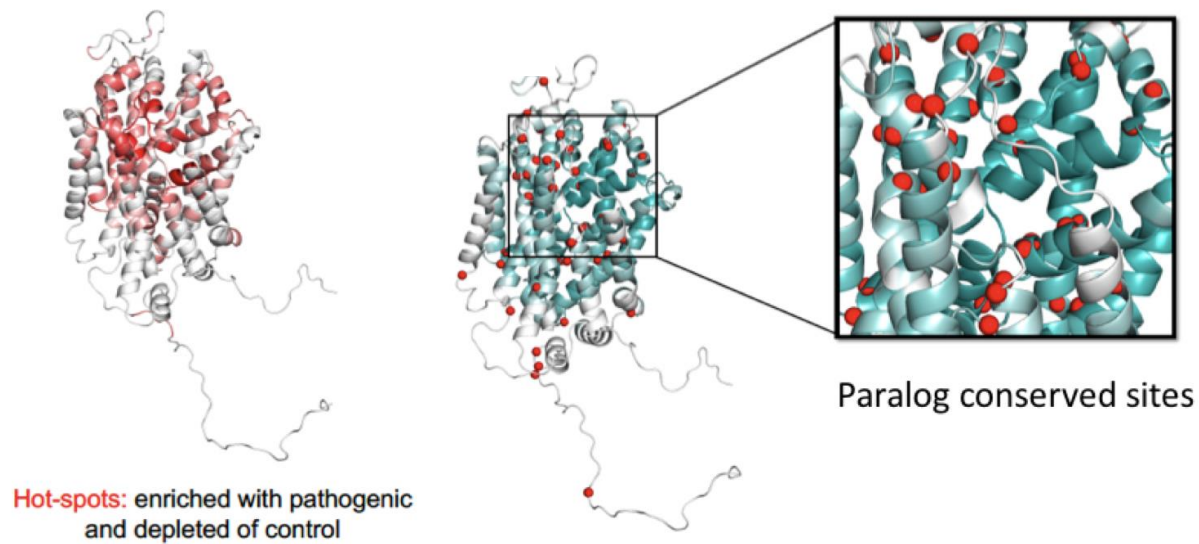 Paralog conserved sites
Hot-spots: enriched with pathogenic
and depleted of control